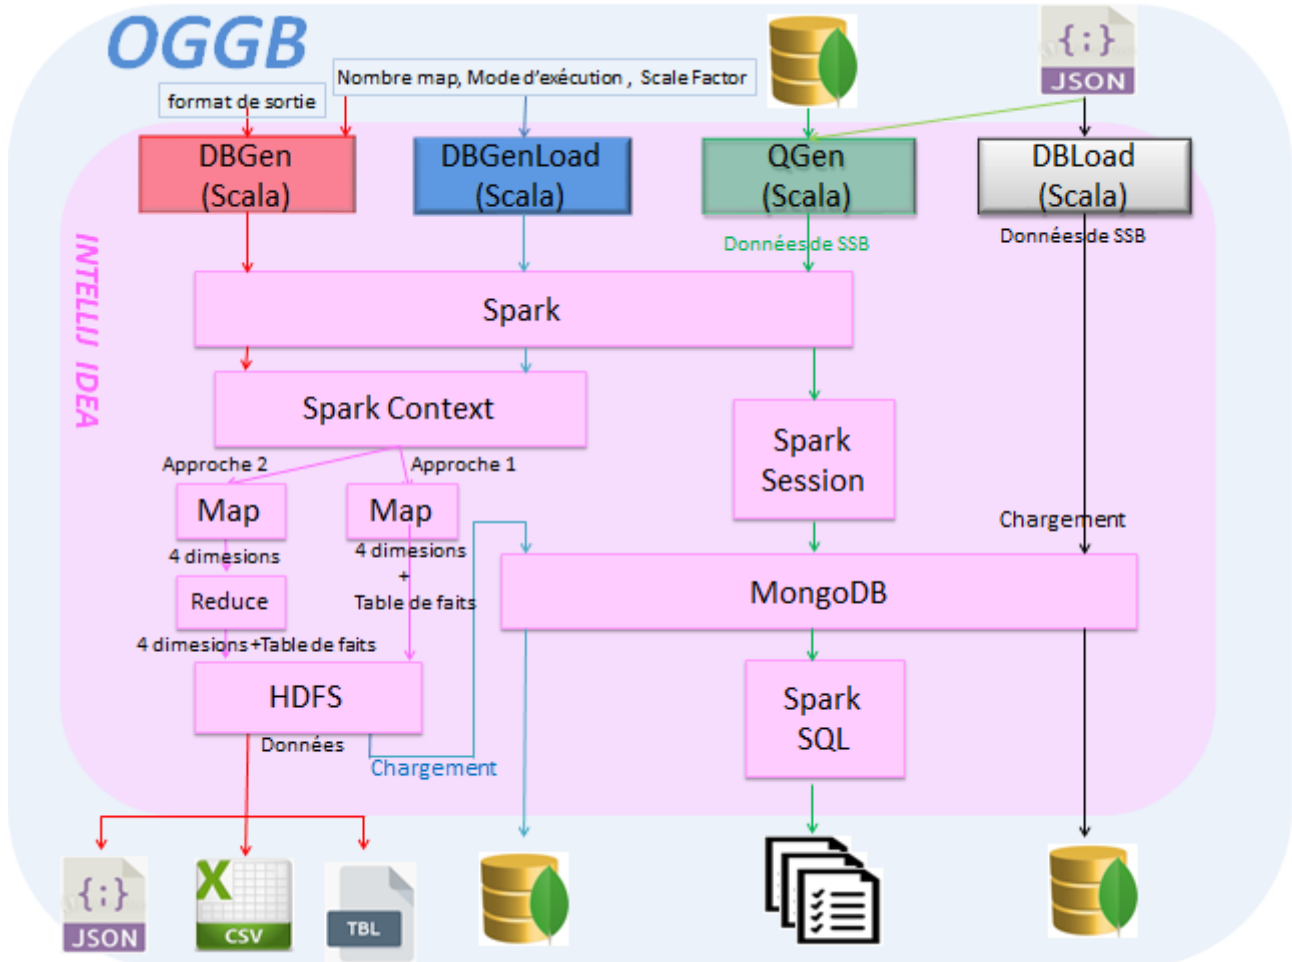 OGGB
{;}
JSON
Nombre map, Mode d'exécution , Scale Factor
format de sortie
DBGen
(Scala)
DBGenLoad
(Scala)
QGen
(Scala)
DBLoad
(Scala)
Données de SSB
Données de SSB
INTELLIJ IDEA
Spark
Spark Context
Spark
Session
Approche 2
Approche 1
Map
Map
Chargement
4 dimesions
4 dimesions
+
Table de faits
Reduce
MongoDB
4 dimesions+Table de faits
HDFS
Spark
SQL
Données
Chargement
{;}
JSON
X
CSV
TBL